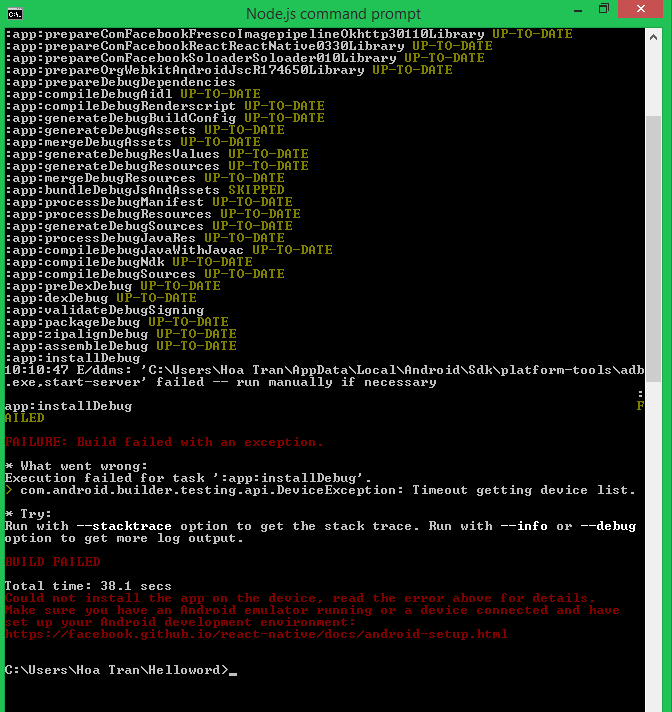 Node.js command prompt
:app:prepareComFacebookFrescoImagepipelineOkhttp30110Library UP-TO-DATE
:app:prepareComFacebookReactReactNative0330Library UP-TO-DATE
:app:prepareComFacebookSoloaderSoloader010Library UP-TO-DATE
:app:prepareOrgWebkitAndroidJscR174650Library UP-TO-DATE
:app:prepareDebugDependencies
:app:compileDebugAidl UP-TO-DATE
:app:compileDebugRenderscript UP-TO-DATE
:app:generateDebugBuildConfig UP-TO-DATE
:app:generateDebugAssets UP-TO-DATE
:app:mergeDebugAssets UP-TO-DATE
:app:generateDebugResValues UP-TO-DATE
:app:generateDebugResources UP-TO-DATE
:app:mergeDebugResources UP-TO-DATE
:app:bundleDebugJsAndAssets SKIPPED
:app:processDebugManifest UP-TO-DATE
:app:processDebugResources UP-TO-DATE
:app:generateDebugSources UP-TO-DATE
:app:processDebugJavaRes UP-TO-DATE
:app:compileDebugJavaWithJavac UP-TO-DATE
:app:compileDebugNdk UP-TO-DATE
:app:compileDebugSources UP-TO-DATE
:app:preDexDebug UP-TO-DATE
:app:dexDebug UP-TO-DATE
:app:validateDebugSigning
:app:packageDebug UP-TO-DATE
:app:zipalignDebug UP-TO-DATE
:app:assembleDebug UP-TO-DATE
:app:installDebug
10:10:47 E/ddms: 'C:\Users\Hoa Tran\AppData\Local\Android\Sdk\platform-tools\adb
.exe,start-server' failed -- run manually if necessary
:
app:installDebug F
AILED
FAILURE: Build failed with an exception.
* What went wrong:
Execution failed for task ':app:installDebug'.
> com.android.builder.testing.api.DeviceException: Timeout getting device list.
* Try:
Run with --stacktrace option to get the stack trace. Run with --info or --debug
option to get more log output.
BUILD FAILED
Total time: 38.1 secs
Could not install the app on the device, read the error above for details.
Make sure you have an Android emulator running or a device connected and have
set up your Android development environment:
https://facebook.github.io/react-native/docs/android-setup.html
C:\Users\Hoa Tran\Helloword>_